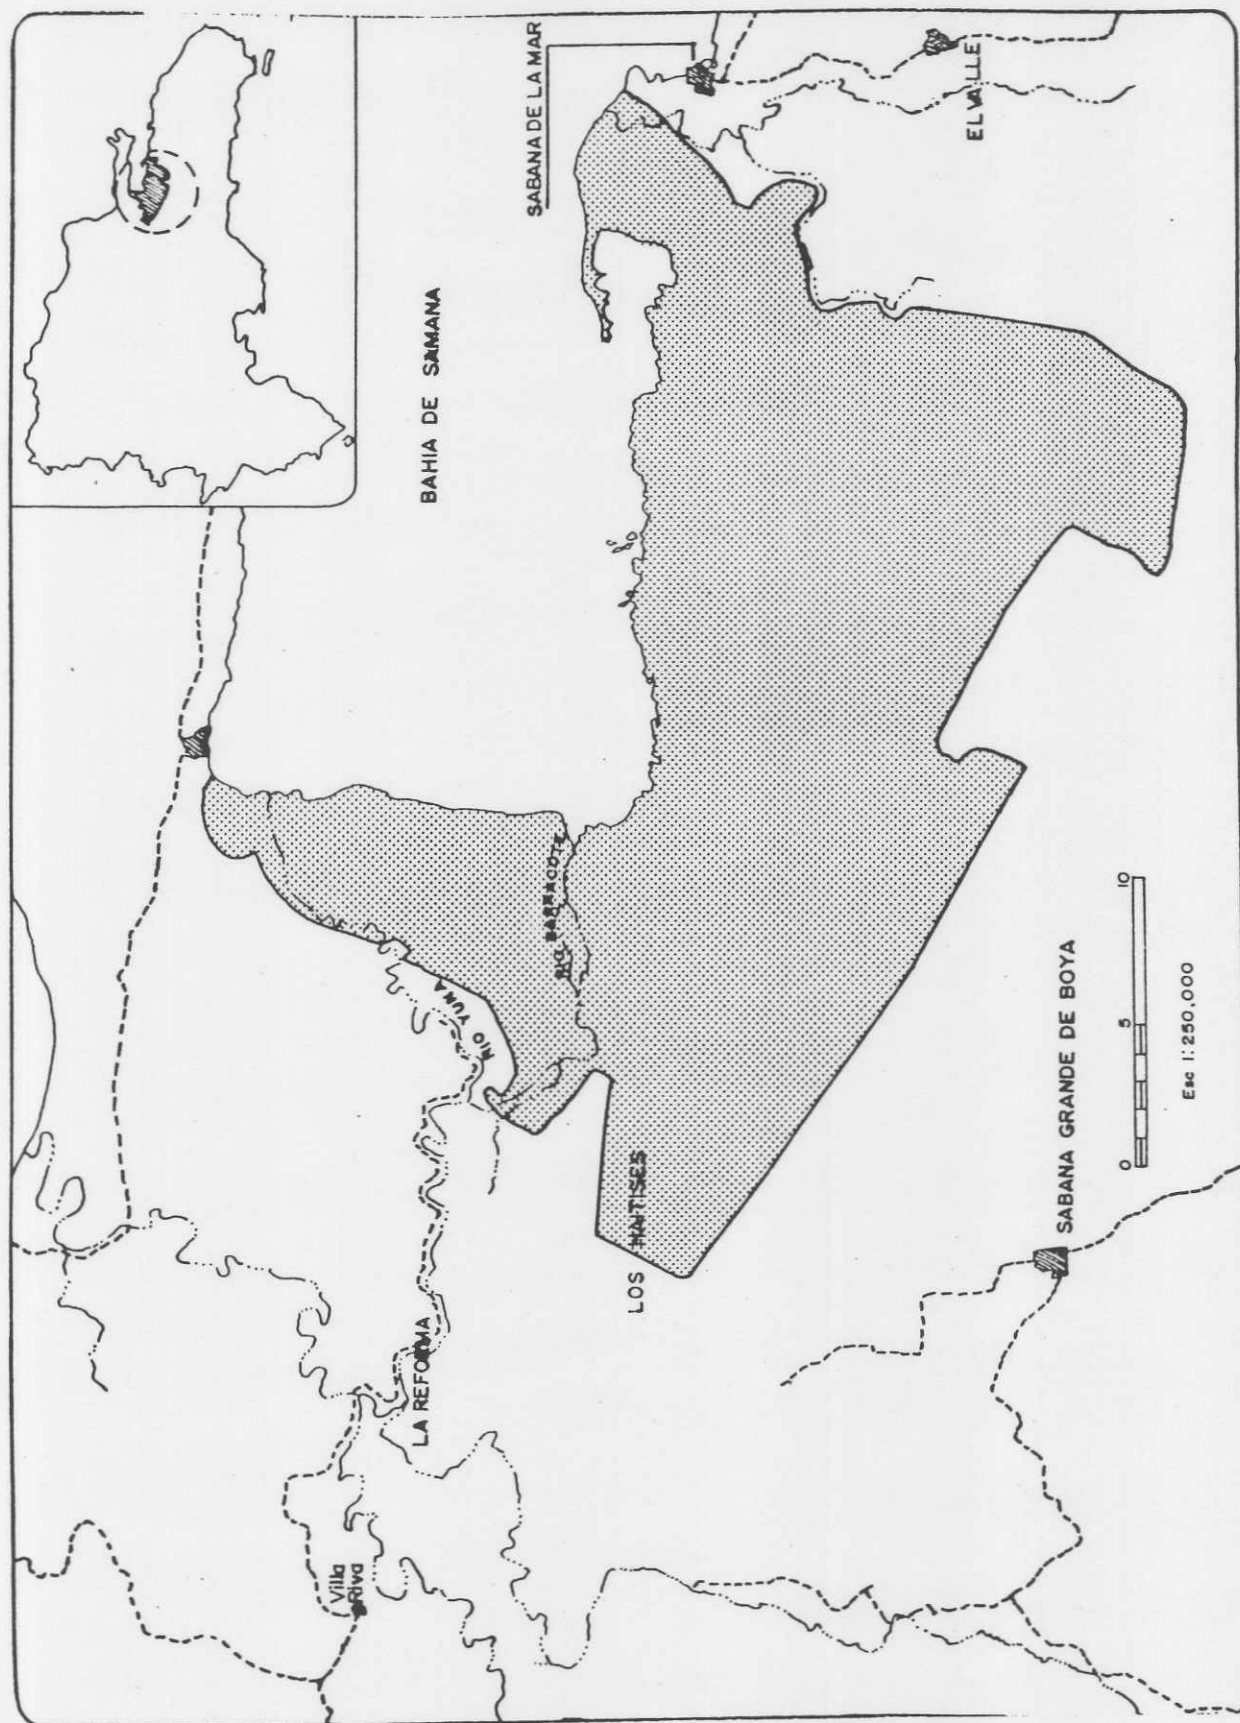 SABANA DE LA MAR
EL VALLE
BAHIA DE SAMANA
RIO BARRACOTE
RIO YUNA
LOS HAITISES
LA REFORMA
Villa
Riva
SABANA GRANDE DE BOYA
0 5 10
Esc 1:250,000